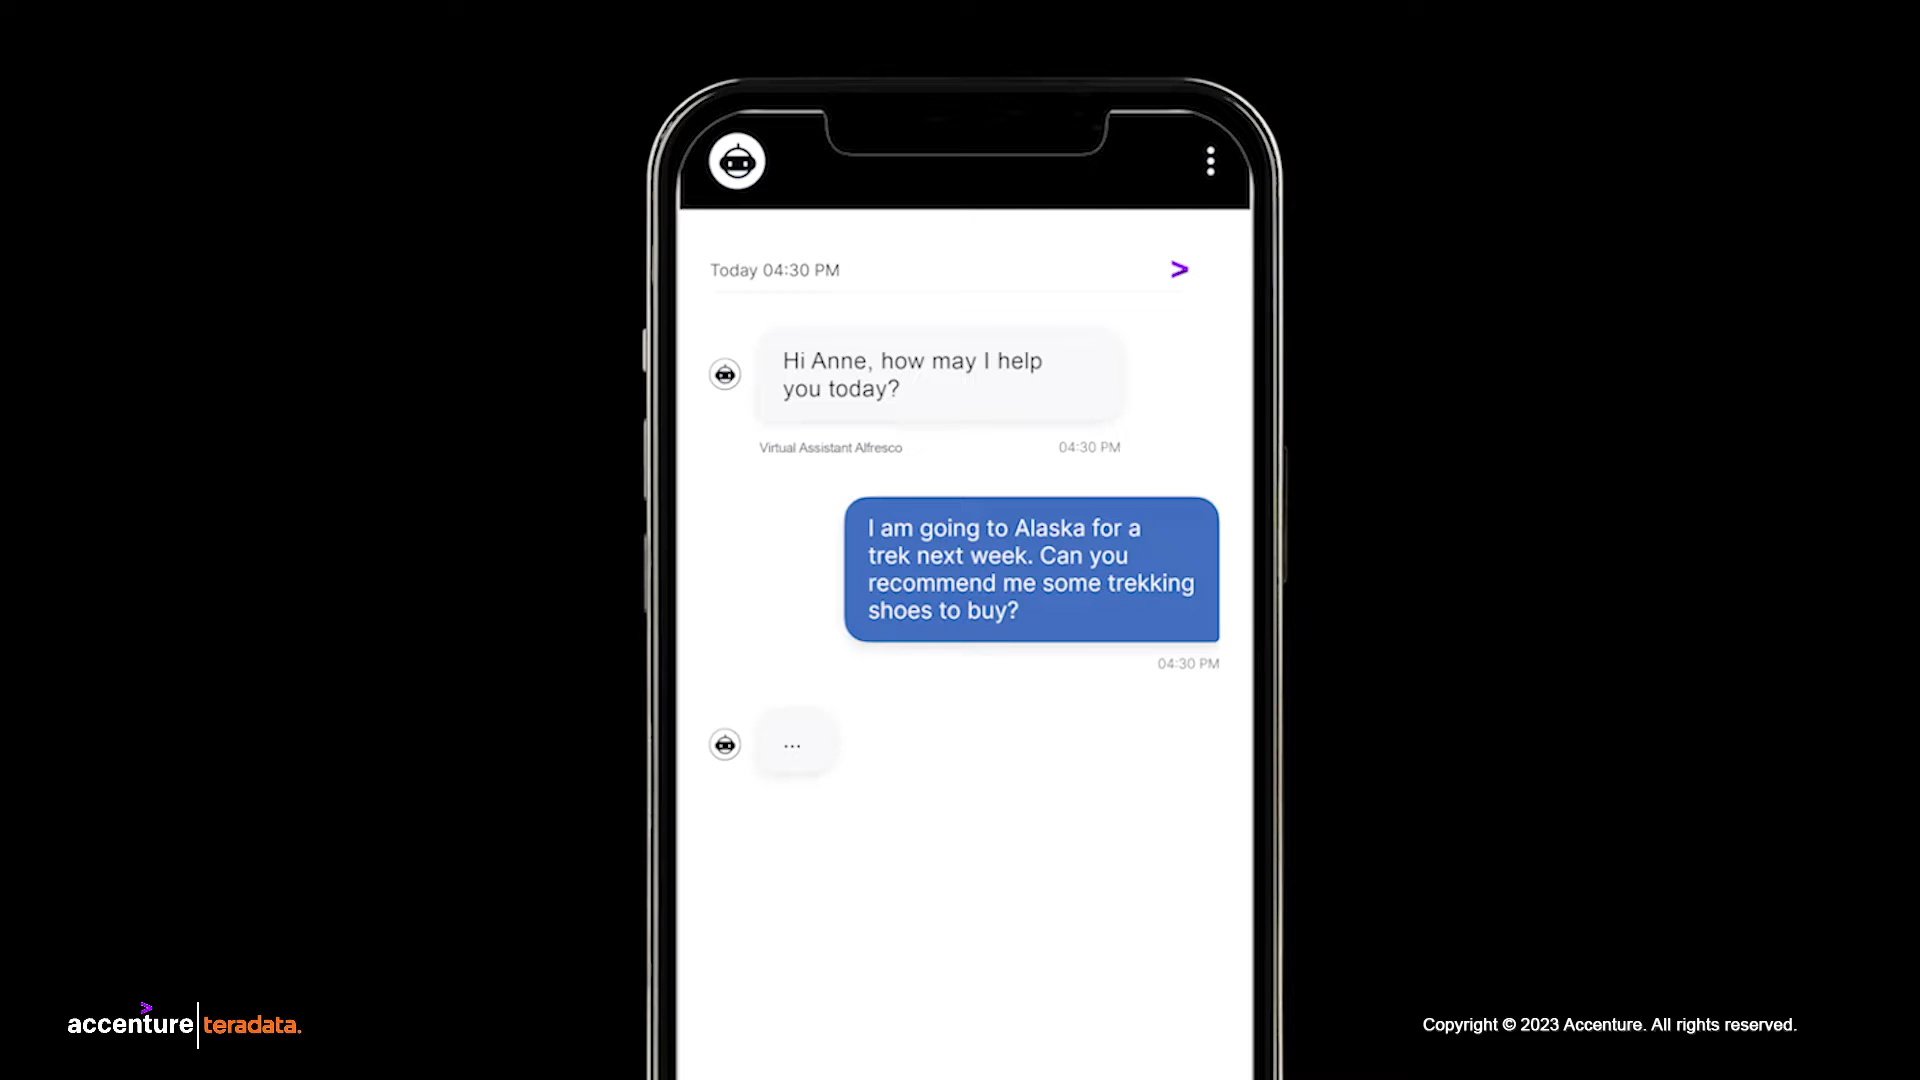 Today 04:30 PM
>
Hi Anne, how may I help
you today?
Virtual Assistant Alfresco
04:30 PM
I am going to Alaska for a
trek next week. Can you
recommend me some trekking
shoes to buy?
04:30 PM
...
accenture
teradata.
Copyright © 2023 Accenture. All rights reserved.